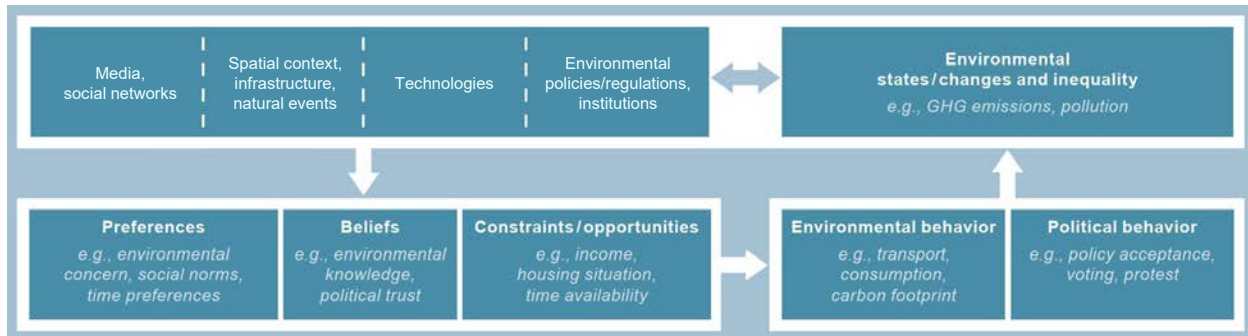 Media,
social networks
Spatial context,
infrastructure,
natural events
Technologies
Environmental
policies/regulations,
institutions
Environmental
states/changes and inequality
e.g., GHG emissions, pollution
Preferences
e.g., environmental
concern, social norms,
time preferences
Beliefs
e.g., environmental
knowledge,
political trust
Constraints/opportunities
e.g., income,
housing situation,
time availability
Environmental behavior
e.g., transport,
consumption,
carbon footprint
Political behavior
e.g., policy acceptance,
voting, protest